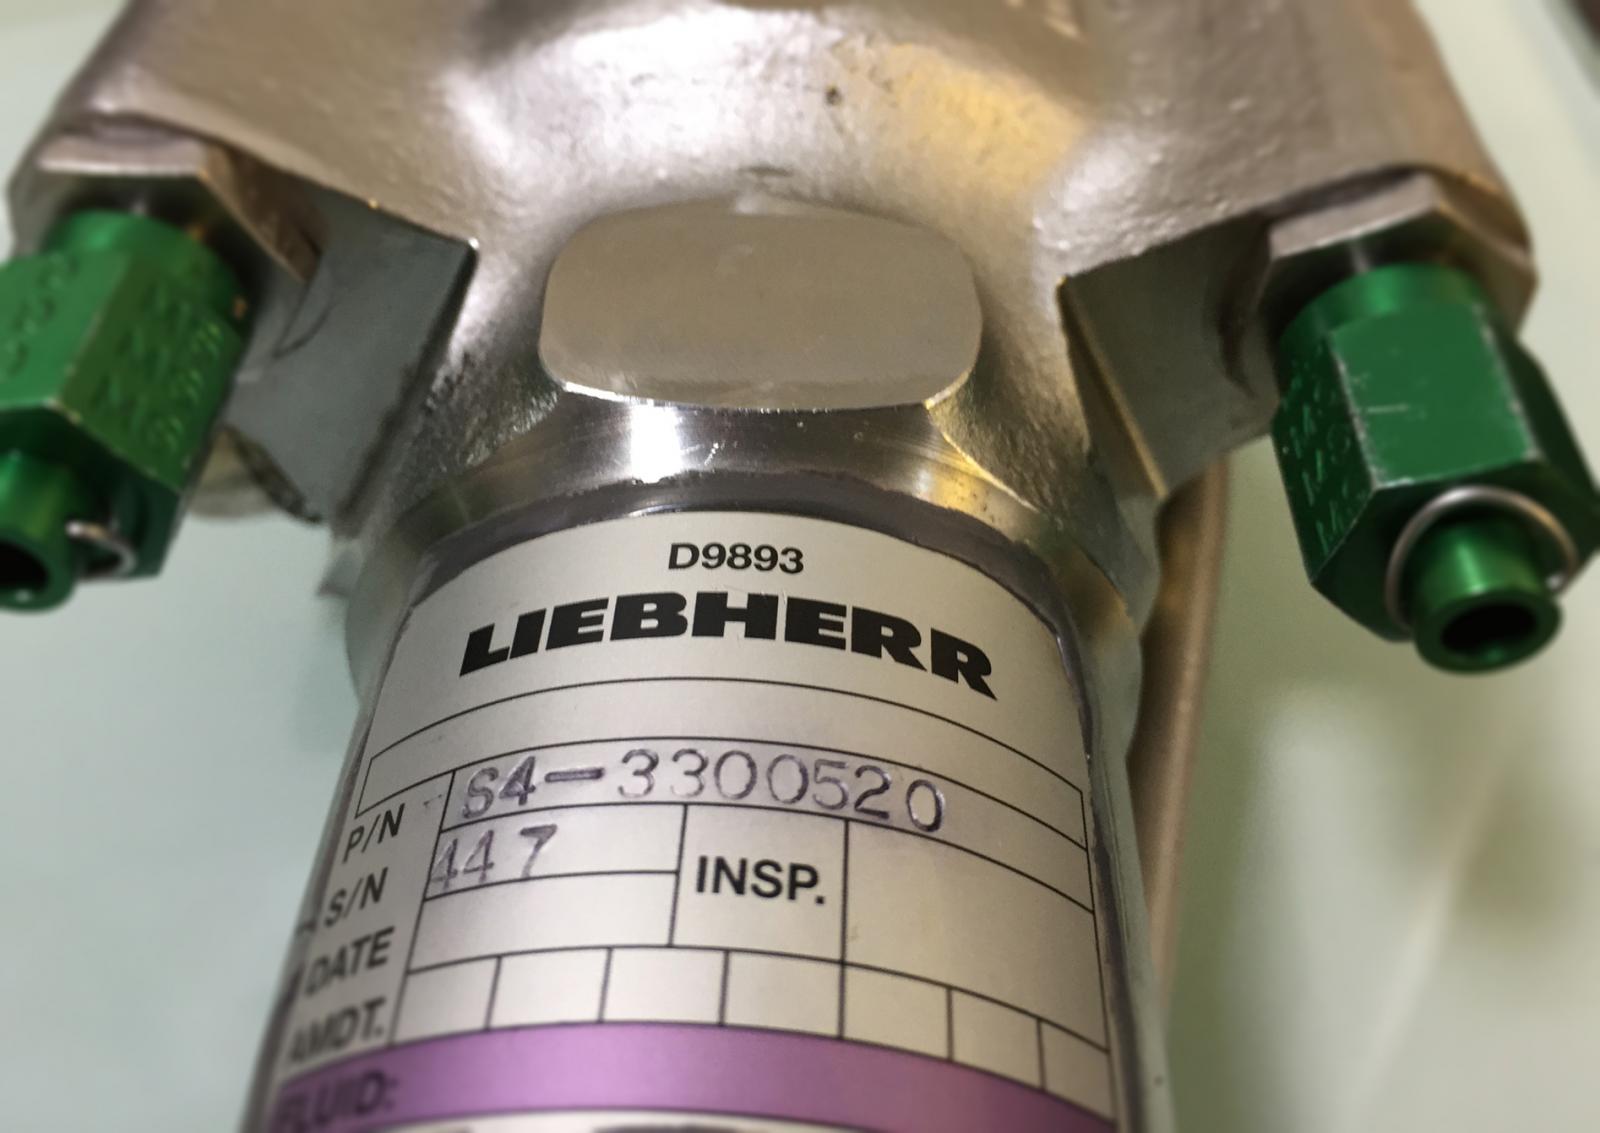 D9893
LIEBHERR
P/N S4-3300520
S/N 447
INSP.
DATE
AMDT.
FLUID: